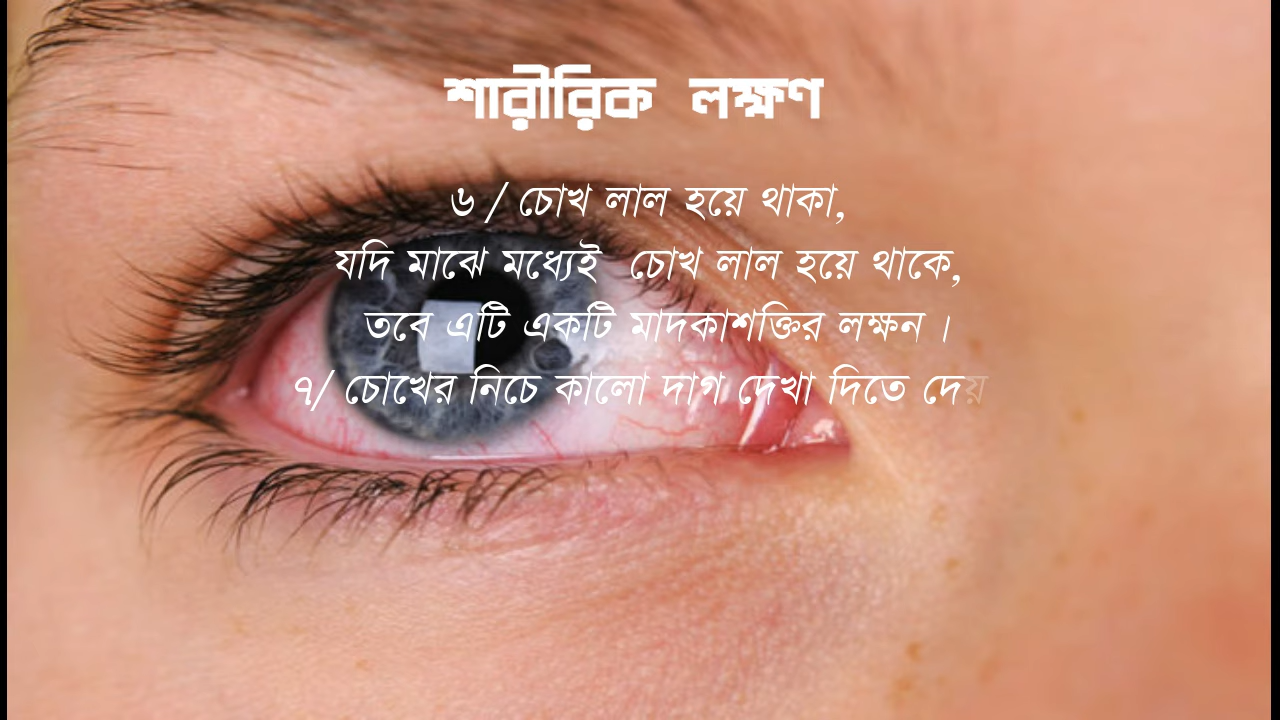 শারীরিক লক্ষণ
৬ / চোখ লাল হয়ে থাকা,
যদি মাঝে মধ্যেই চোখ লাল হয়ে থাকে,
তবে এটি একটি মাদকাশক্তির লক্ষন ।
৭/ চোখের নিচে কালো দাগ দেখা দিতে দেয়